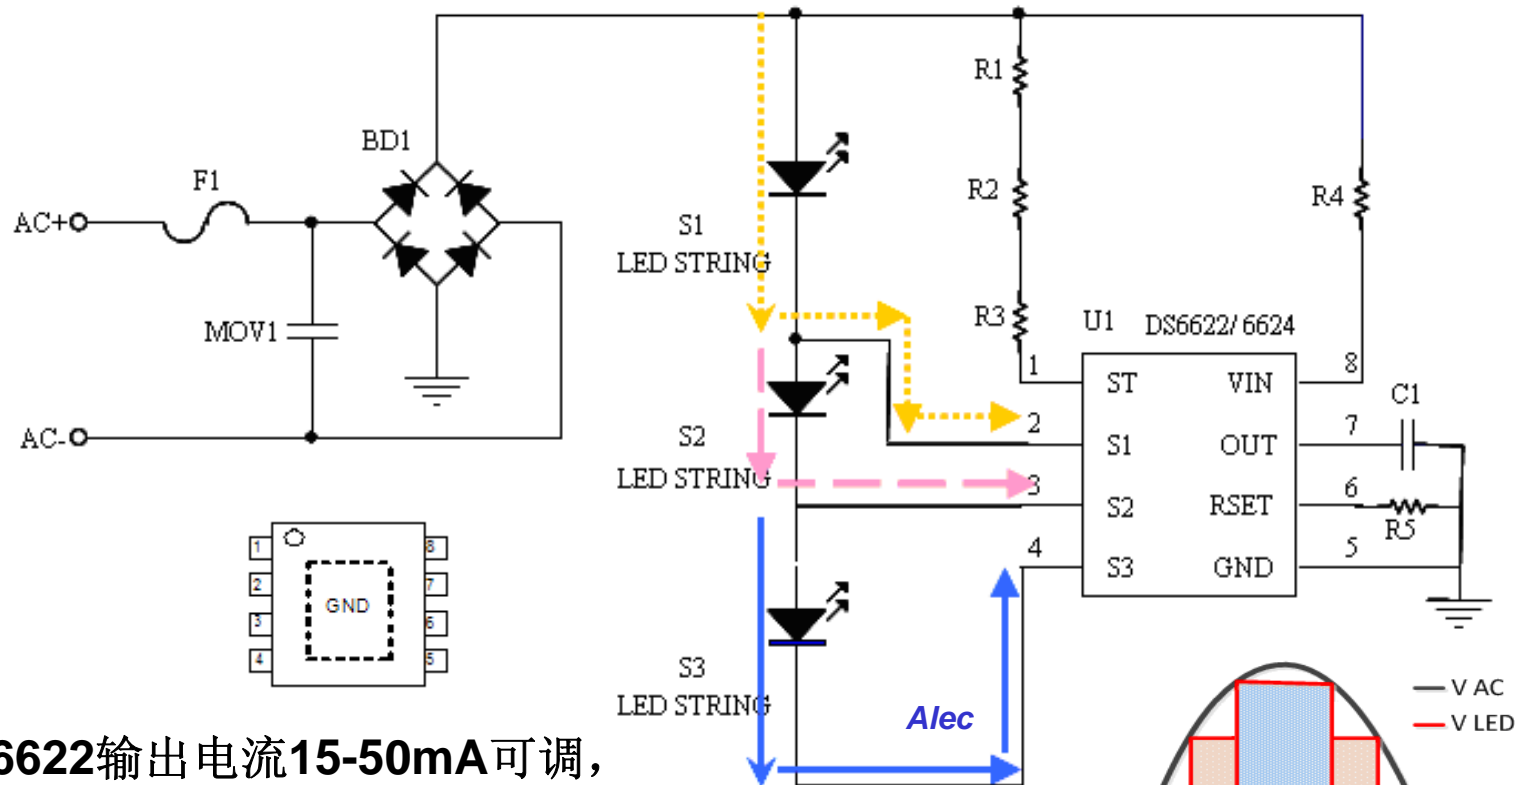 R1
BD1
F1
R2
R4
AC+
S1
LED STRING
MOV1
R3
U1
DS6622/ 6624
1
8
ST
VIN
C1
2
7
AC-
S2
S1
OUT
LED STRING
3
6
S2
RSET
R5
4
5
S3
GND
1
8
2
7
GND
3
6
4
5
S3
LED STRING
Alec
V AC
V LED
6622输出电流15-50mA可调，